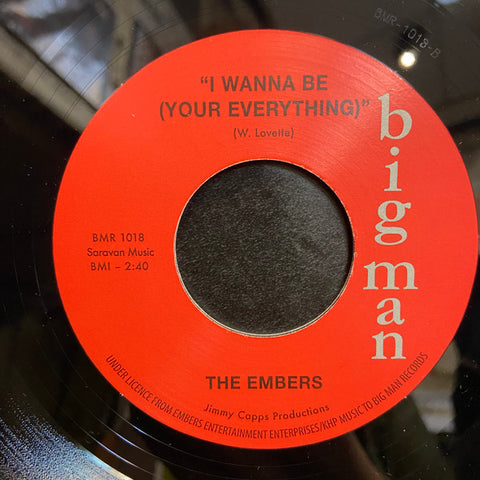 BMR-1018-B
"I WANNA BE
(YOUR EVERYTHING)"
(W. Lovette)
big man
BMR 1018
Saravan Music
BMI - 2:40
THE EMBERS
Jimmy Capps Productions
UNDER LICENCE FROM EMBERS ENTERTAINMENT ENTERPRISES/KHP MUSIC TO BIG MAN RECORDS